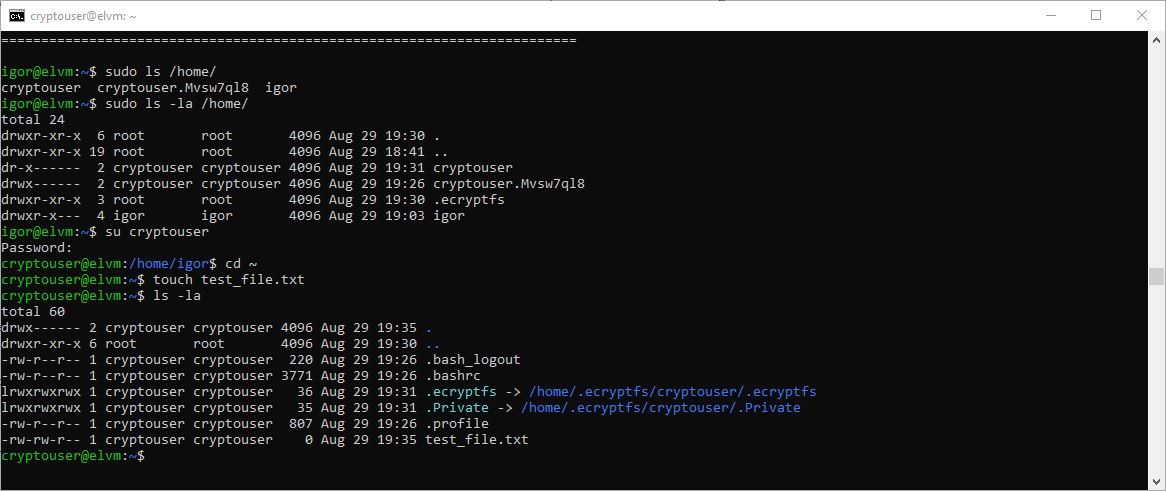 cryptouser@elvm: ~
========================================================================
igor@elvm:~$ sudo ls /home/
cryptouser  cryptouser.Mvsw7ql8  igor
igor@elvm:~$ sudo ls -la /home/
total 24
drwxr-xr-x  6 root       root       4096 Aug 29 19:30 .
drwxr-xr-x 19 root       root       4096 Aug 29 18:41 ..
dr-x------  2 cryptouser cryptouser 4096 Aug 29 19:31 cryptouser
drwx------  2 cryptouser cryptouser 4096 Aug 29 19:26 cryptouser.Mvsw7ql8
drwxr-xr-x  3 root       root       4096 Aug 29 19:30 .ecryptfs
drwxr-x---  4 igor       igor       4096 Aug 29 19:03 igor
igor@elvm:~$ su cryptouser
Password:
cryptouser@elvm:/home/igor$ cd ~
cryptouser@elvm:~$ touch test_file.txt
cryptouser@elvm:~$ ls -la
total 60
drwx------ 2 cryptouser cryptouser 4096 Aug 29 19:35 .
drwxr-xr-x 6 root       root       4096 Aug 29 19:30 ..
-rw-r--r-- 1 cryptouser cryptouser  220 Aug 29 19:26 .bash_logout
-rw-r--r-- 1 cryptouser cryptouser 3771 Aug 29 19:26 .bashrc
lrwxrwxrwx 1 cryptouser cryptouser   36 Aug 29 19:31 .ecryptfs -> /home/.ecryptfs/cryptouser/.ecryptfs
lrwxrwxrwx 1 cryptouser cryptouser   35 Aug 29 19:31 .Private -> /home/.ecryptfs/cryptouser/.Private
-rw-r--r-- 1 cryptouser cryptouser  807 Aug 29 19:26 .profile
-rw-rw-r-- 1 cryptouser cryptouser    0 Aug 29 19:35 test_file.txt
cryptouser@elvm:~$